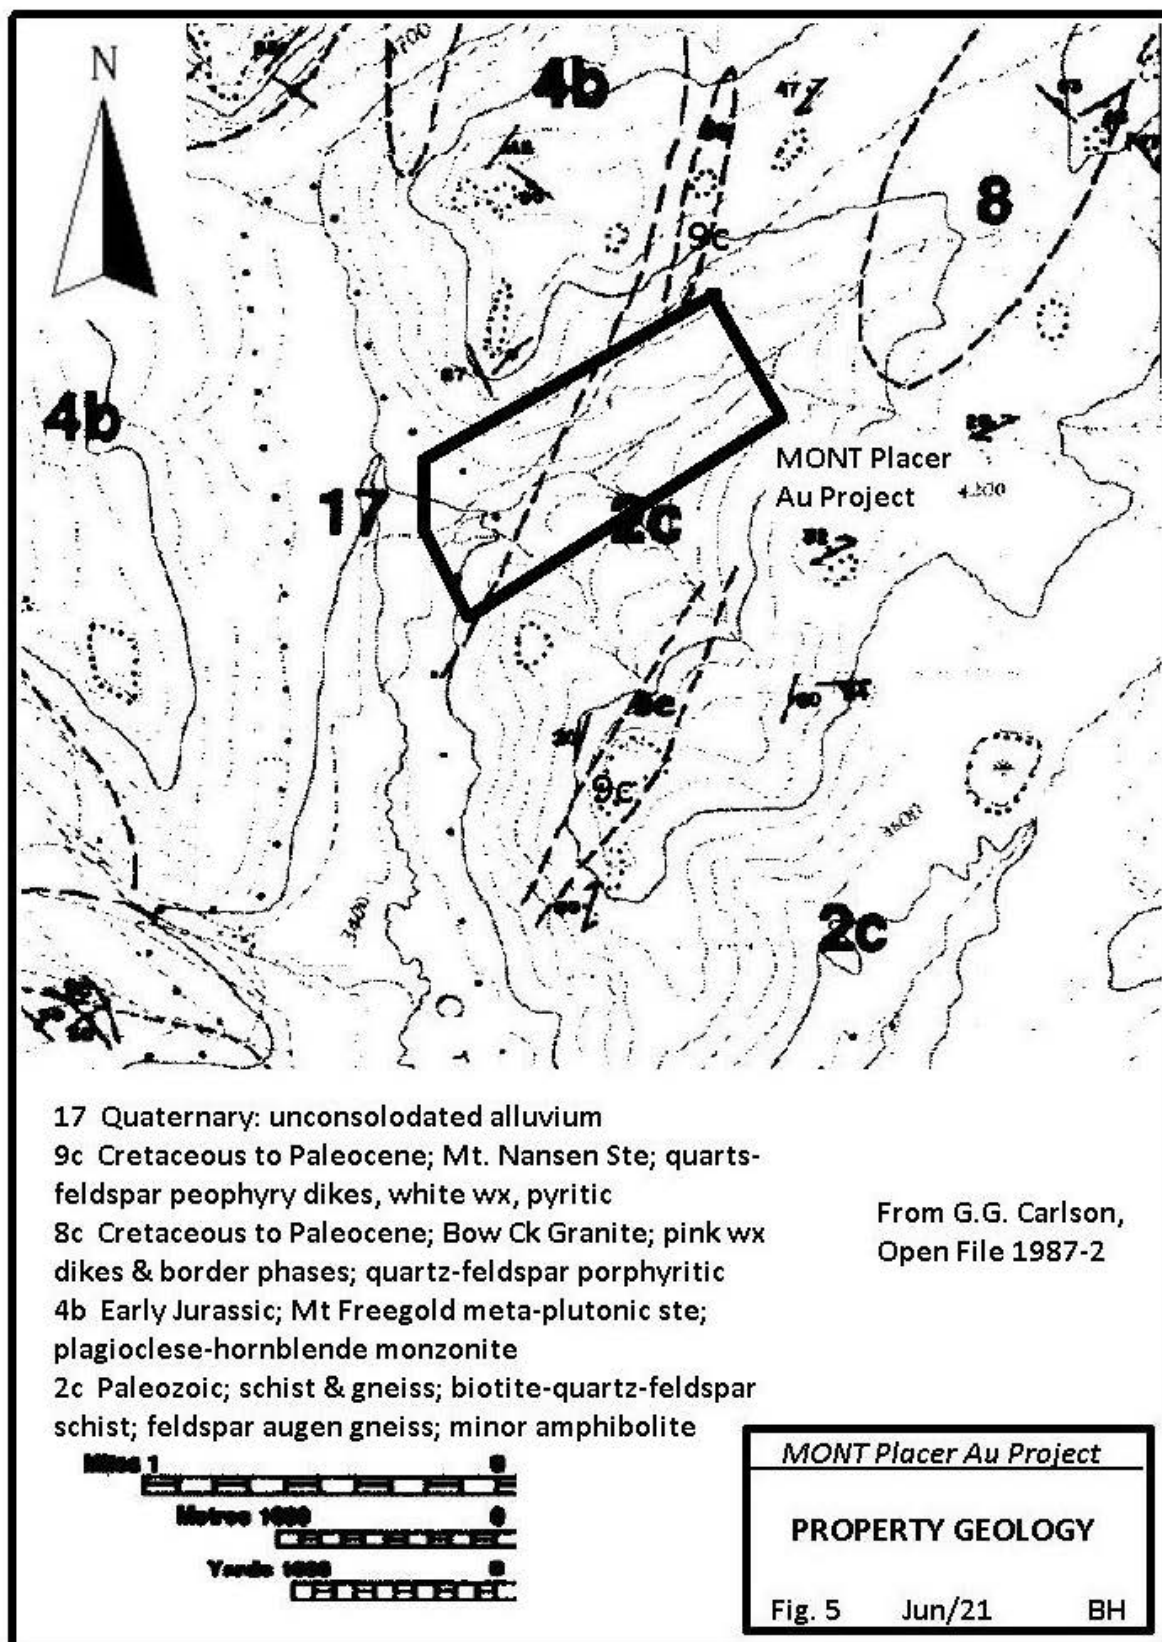 N
4b
47
8
9c
4b
17
MONT Placer
Au Project
4200
2c
9c
3600
2c
3400
17 Quaternary: unconsolodated alluvium
9c Cretaceous to Paleocene; Mt. Nansen Ste; quarts-
feldspar peophyry dikes, white wx, pyritic
8c Cretaceous to Paleocene; Bow Ck Granite; pink wx
dikes & border phases; quartz-feldspar porphyritic
4b Early Jurassic; Mt Freegold meta-plutonic ste;
plagioclese-hornblende monzonite
2c Paleozoic; schist & gneiss; biotite-quartz-feldspar
schist; feldspar augen gneiss; minor amphibolite
From G.G. Carlson,
Open File 1987-2
Miles 1 0
Metres 1000 0
Yards 1000 0
MONT Placer Au Project
PROPERTY GEOLOGY
Fig. 5 Jun/21 BH